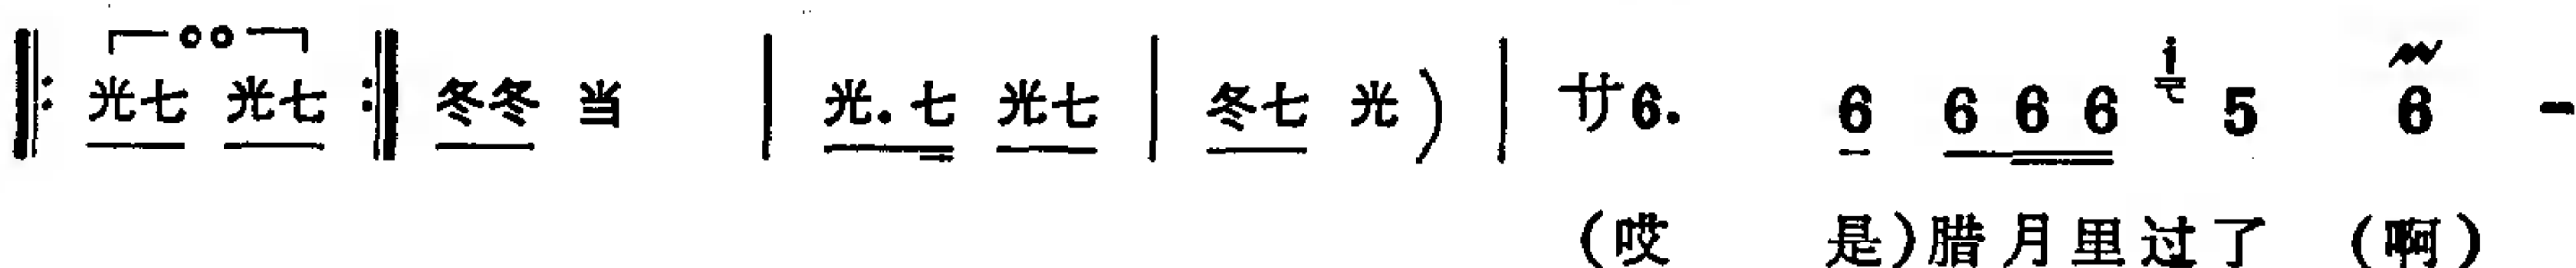 ‖: 光七 光七 :‖ 冬冬 当 | 光. 七 光七 | 冬七 光 ) | 廿6. 6 6 6 6 i 5 6 -
(哎 是)腊月里过了 (啊)